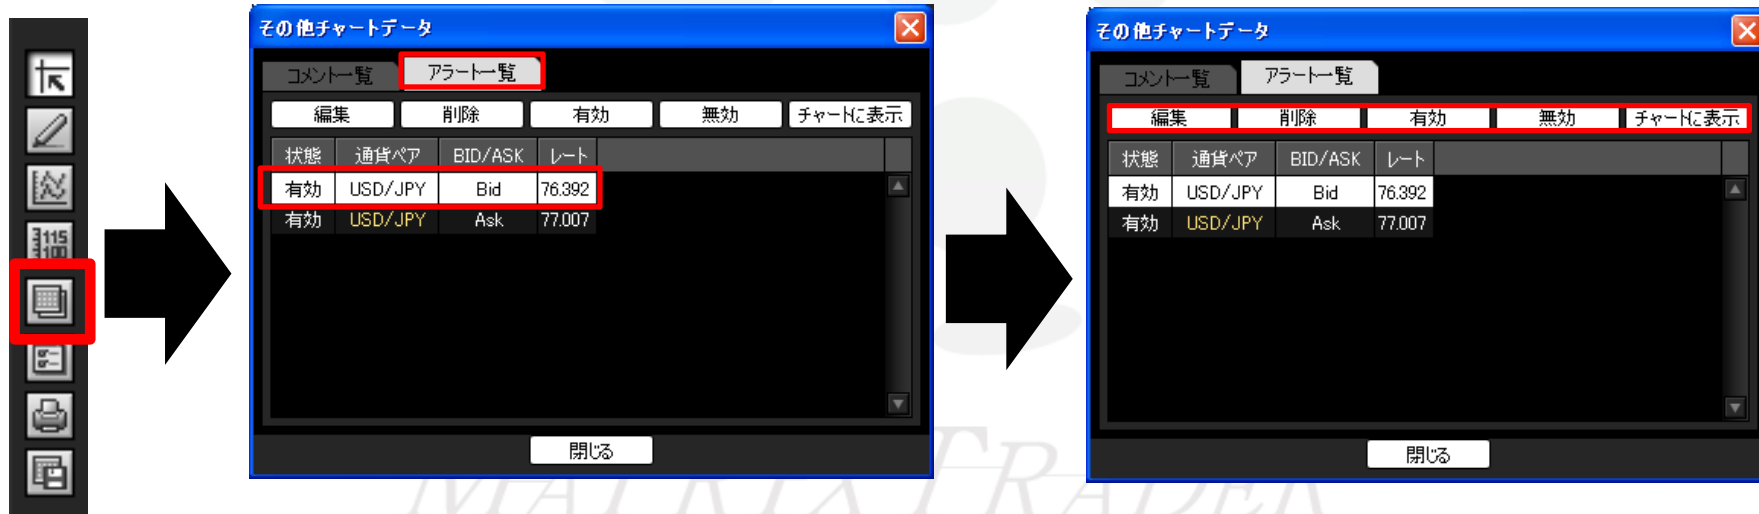 115
100
その他チャートデータ
コメント一覧 アラート一覧
編集 削除 有効 無効 チャートに表示
状態 通貨ペア BID/ASK レート
有効 USD/JPY Bid 76.392
有効 USD/JPY Ask 77.007
閉じる
その他チャートデータ
コメント一覧 アラート一覧
編集 削除 有効 無効 チャートに表示
状態 通貨ペア BID/ASK レート
有効 USD/JPY Bid 76.392
有効 USD/JPY Ask 77.007
閉じる
MATRIX TRADER